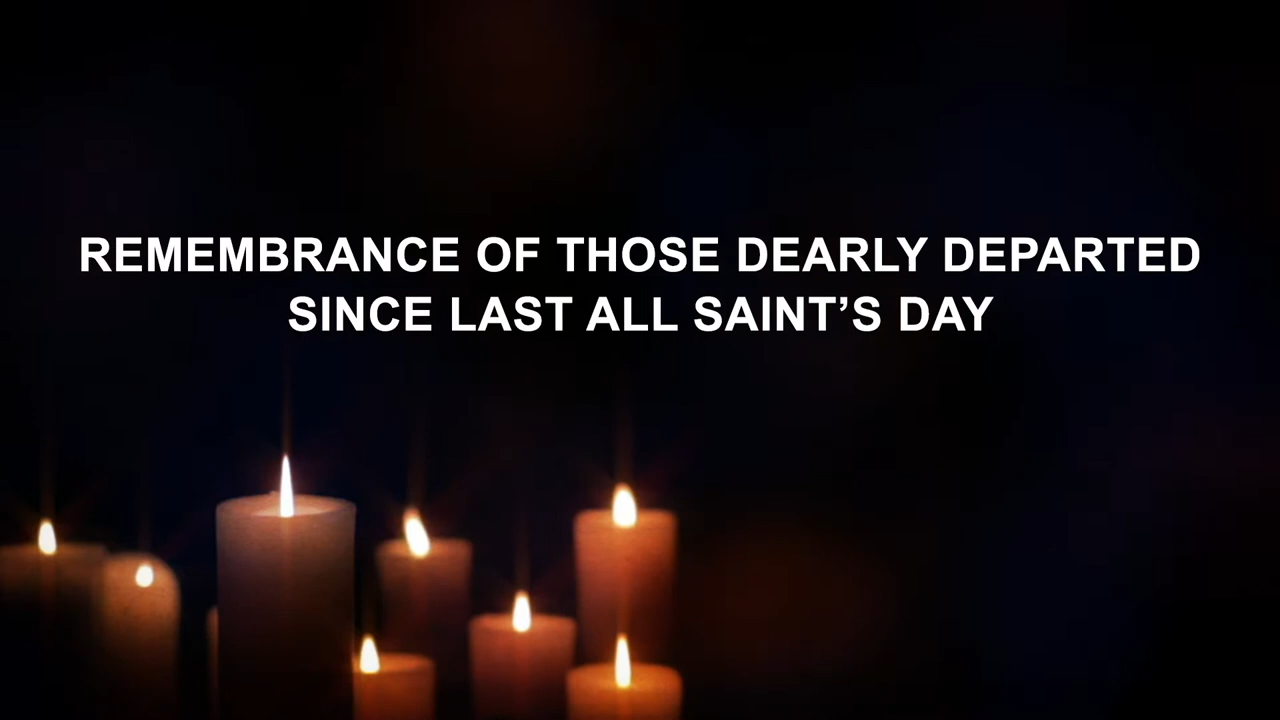 REMEMBRANCE OF THOSE DEARLY DEPARTED
SINCE LAST ALL SAINT’S DAY